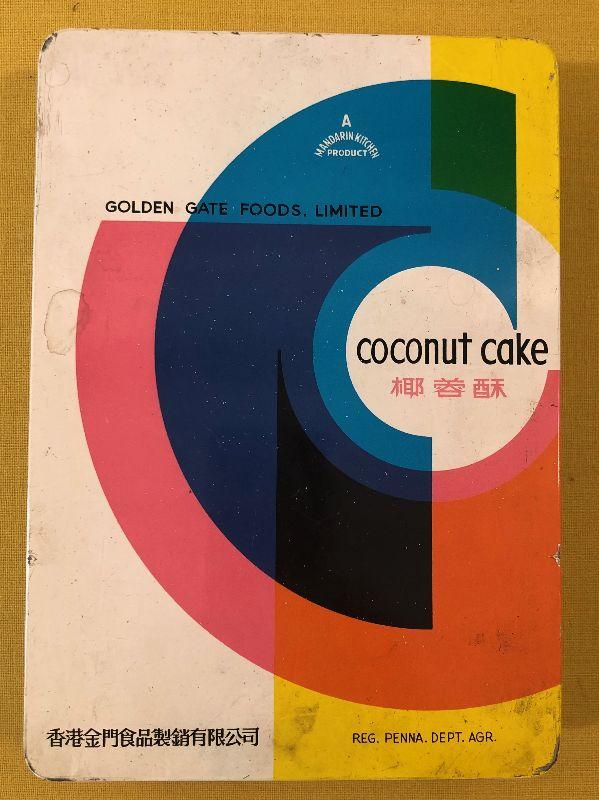 A
MANDARIN KITCHEN
PRODUCT
GOLDEN GATE FOODS, LIMITED
coconut cake
椰蓉酥
香港金門食品製銷有限公司
REG. PENNA. DEPT. AGR.